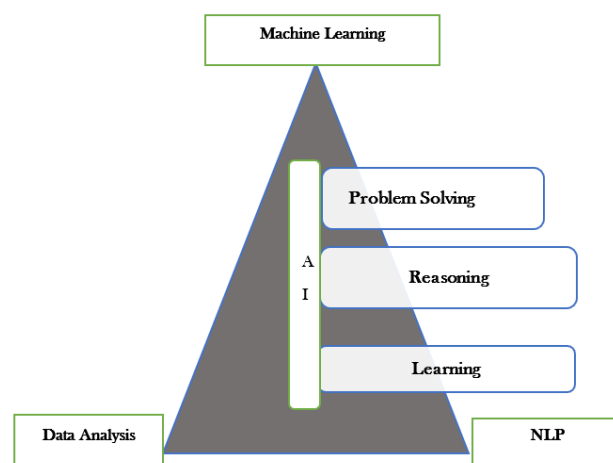 Machine Learning
Problem Solving
A
I
Reasoning
Learning
Data Analysis
NLP